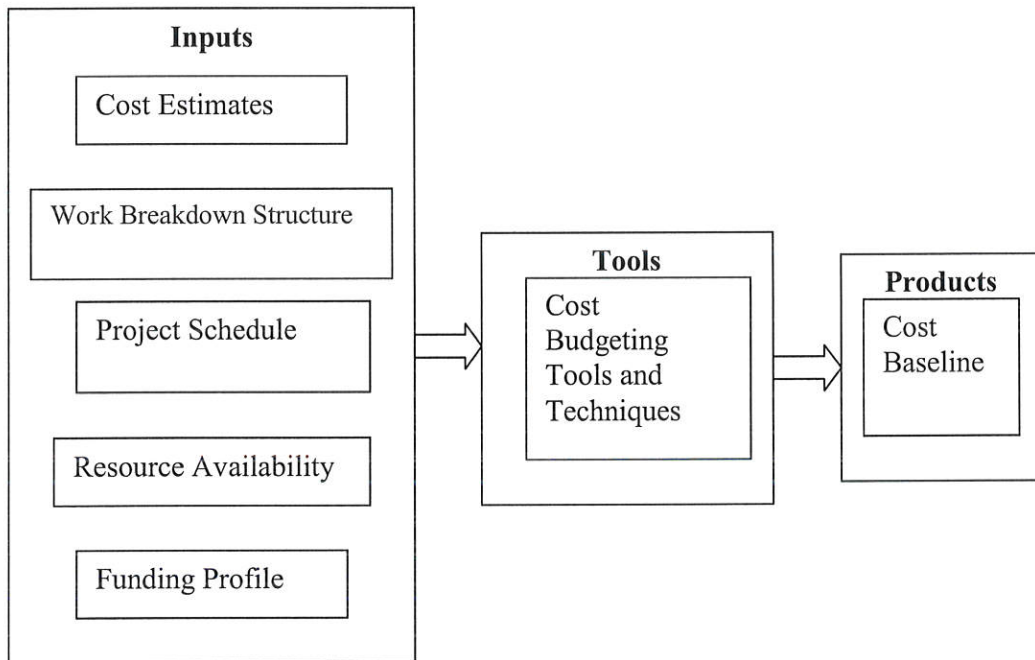 Inputs
Cost Estimates
Work Breakdown Structure
Project Schedule
Resource Availability
Funding Profile
Tools
Cost
Budgeting
Tools and
Techniques
Products
Cost
Baseline